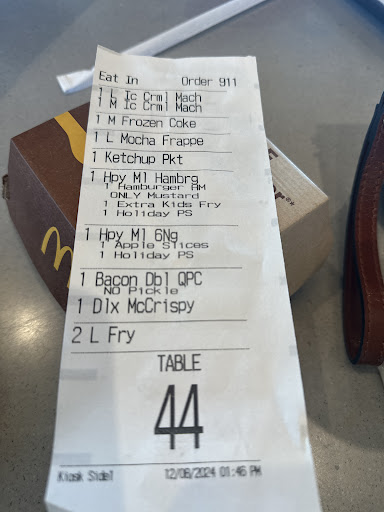 Eat In Order 911
1 L Ic Crml Mach
1 M Ic Crml Mach
1 M Frozen Coke
1 L Mocha Frappe
1 Ketchup Pkt
1 Hpy Ml Hambrg
1 Hamburger AM
ONLY Mustard
1 Extra Kids Fry
1 Holiday PS
1 Hpy Ml 6Ng
1 Apple Slices
1 Holiday PS
1 Bacon Dbl QPC
NO Pickle
1 Dlx McCrispy
2 L Fry
TABLE
44
Kiosk Side1 12/06/2024 01:46 PM